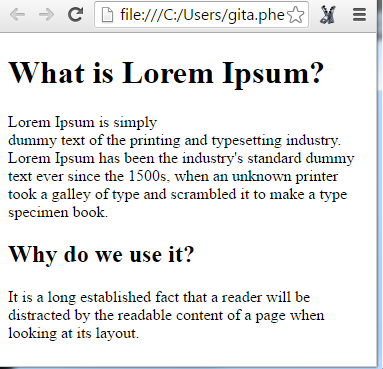 file:///C:/Users/gita.phe
What is Lorem Ipsum?
Lorem Ipsum is simply
dummy text of the printing and typesetting industry.
Lorem Ipsum has been the industry's standard dummy
text ever since the 1500s, when an unknown printer
took a galley of type and scrambled it to make a type
specimen book.
Why do we use it?
It is a long established fact that a reader will be
distracted by the readable content of a page when
looking at its layout.